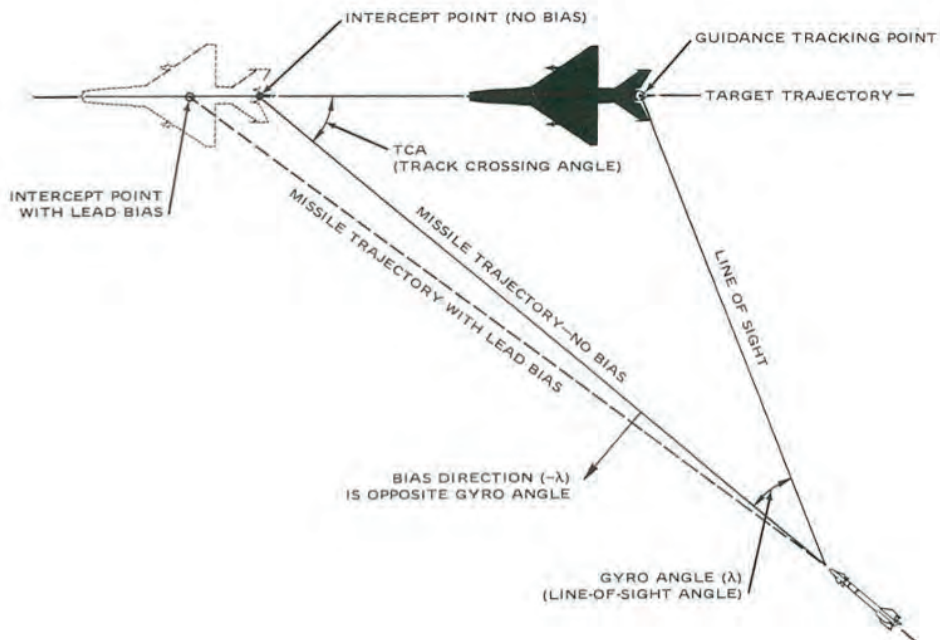 INTERCEPT POINT (NO BIAS)
GUIDANCE TRACKING POINT
TARGET TRAJECTORY
TCA
(TRACK CROSSING ANGLE)
INTERCEPT POINT
WITH LEAD BIAS
MISSILE TRAJECTORY—NO BIAS
MISSILE TRAJECTORY WITH LEAD BIAS
LINE OF SIGHT
BIAS DIRECTION (-λ)
IS OPPOSITE GYRO ANGLE
GYRO ANGLE (λ)
(LINE-OF-SIGHT ANGLE)